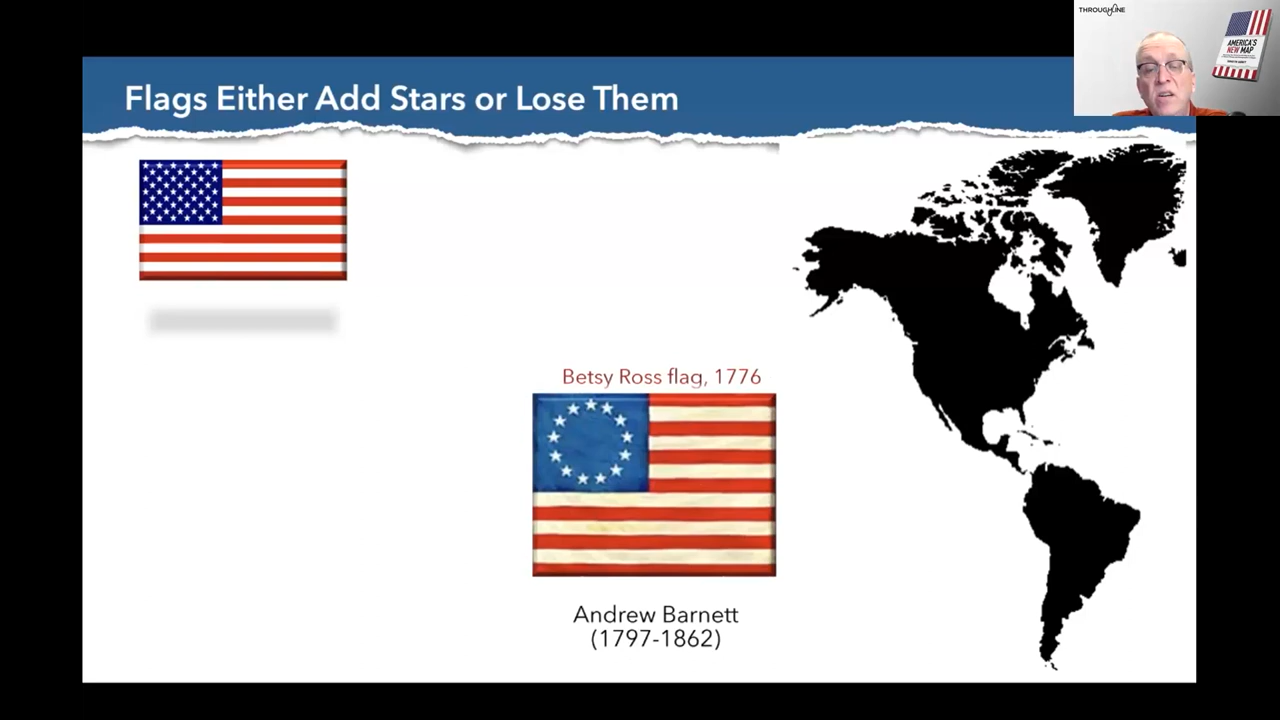 Flags Either Add Stars or Lose Them
THROUGHLINE
AMERICA'S
NEW MAP
Betsy Ross flag, 1776
Andrew Barnett
(1797-1862)